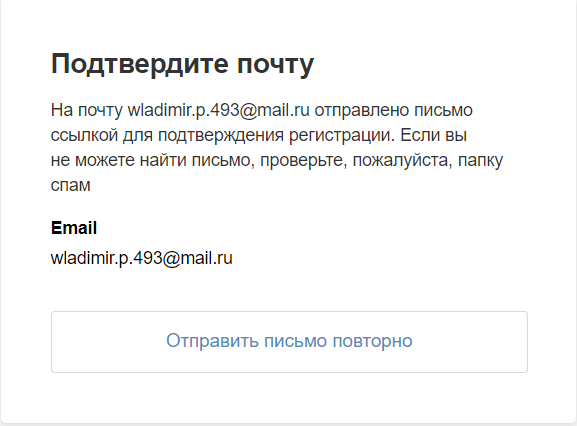 Подтвердите почту
На почту wladimir.p.493@mail.ru отправлено письмо
ссылкой для подтверждения регистрации. Если вы
не можете найти письмо, проверьте, пожалуйста, папку
спам
Email
wladimir.p.493@mail.ru
Отправить письмо повторно